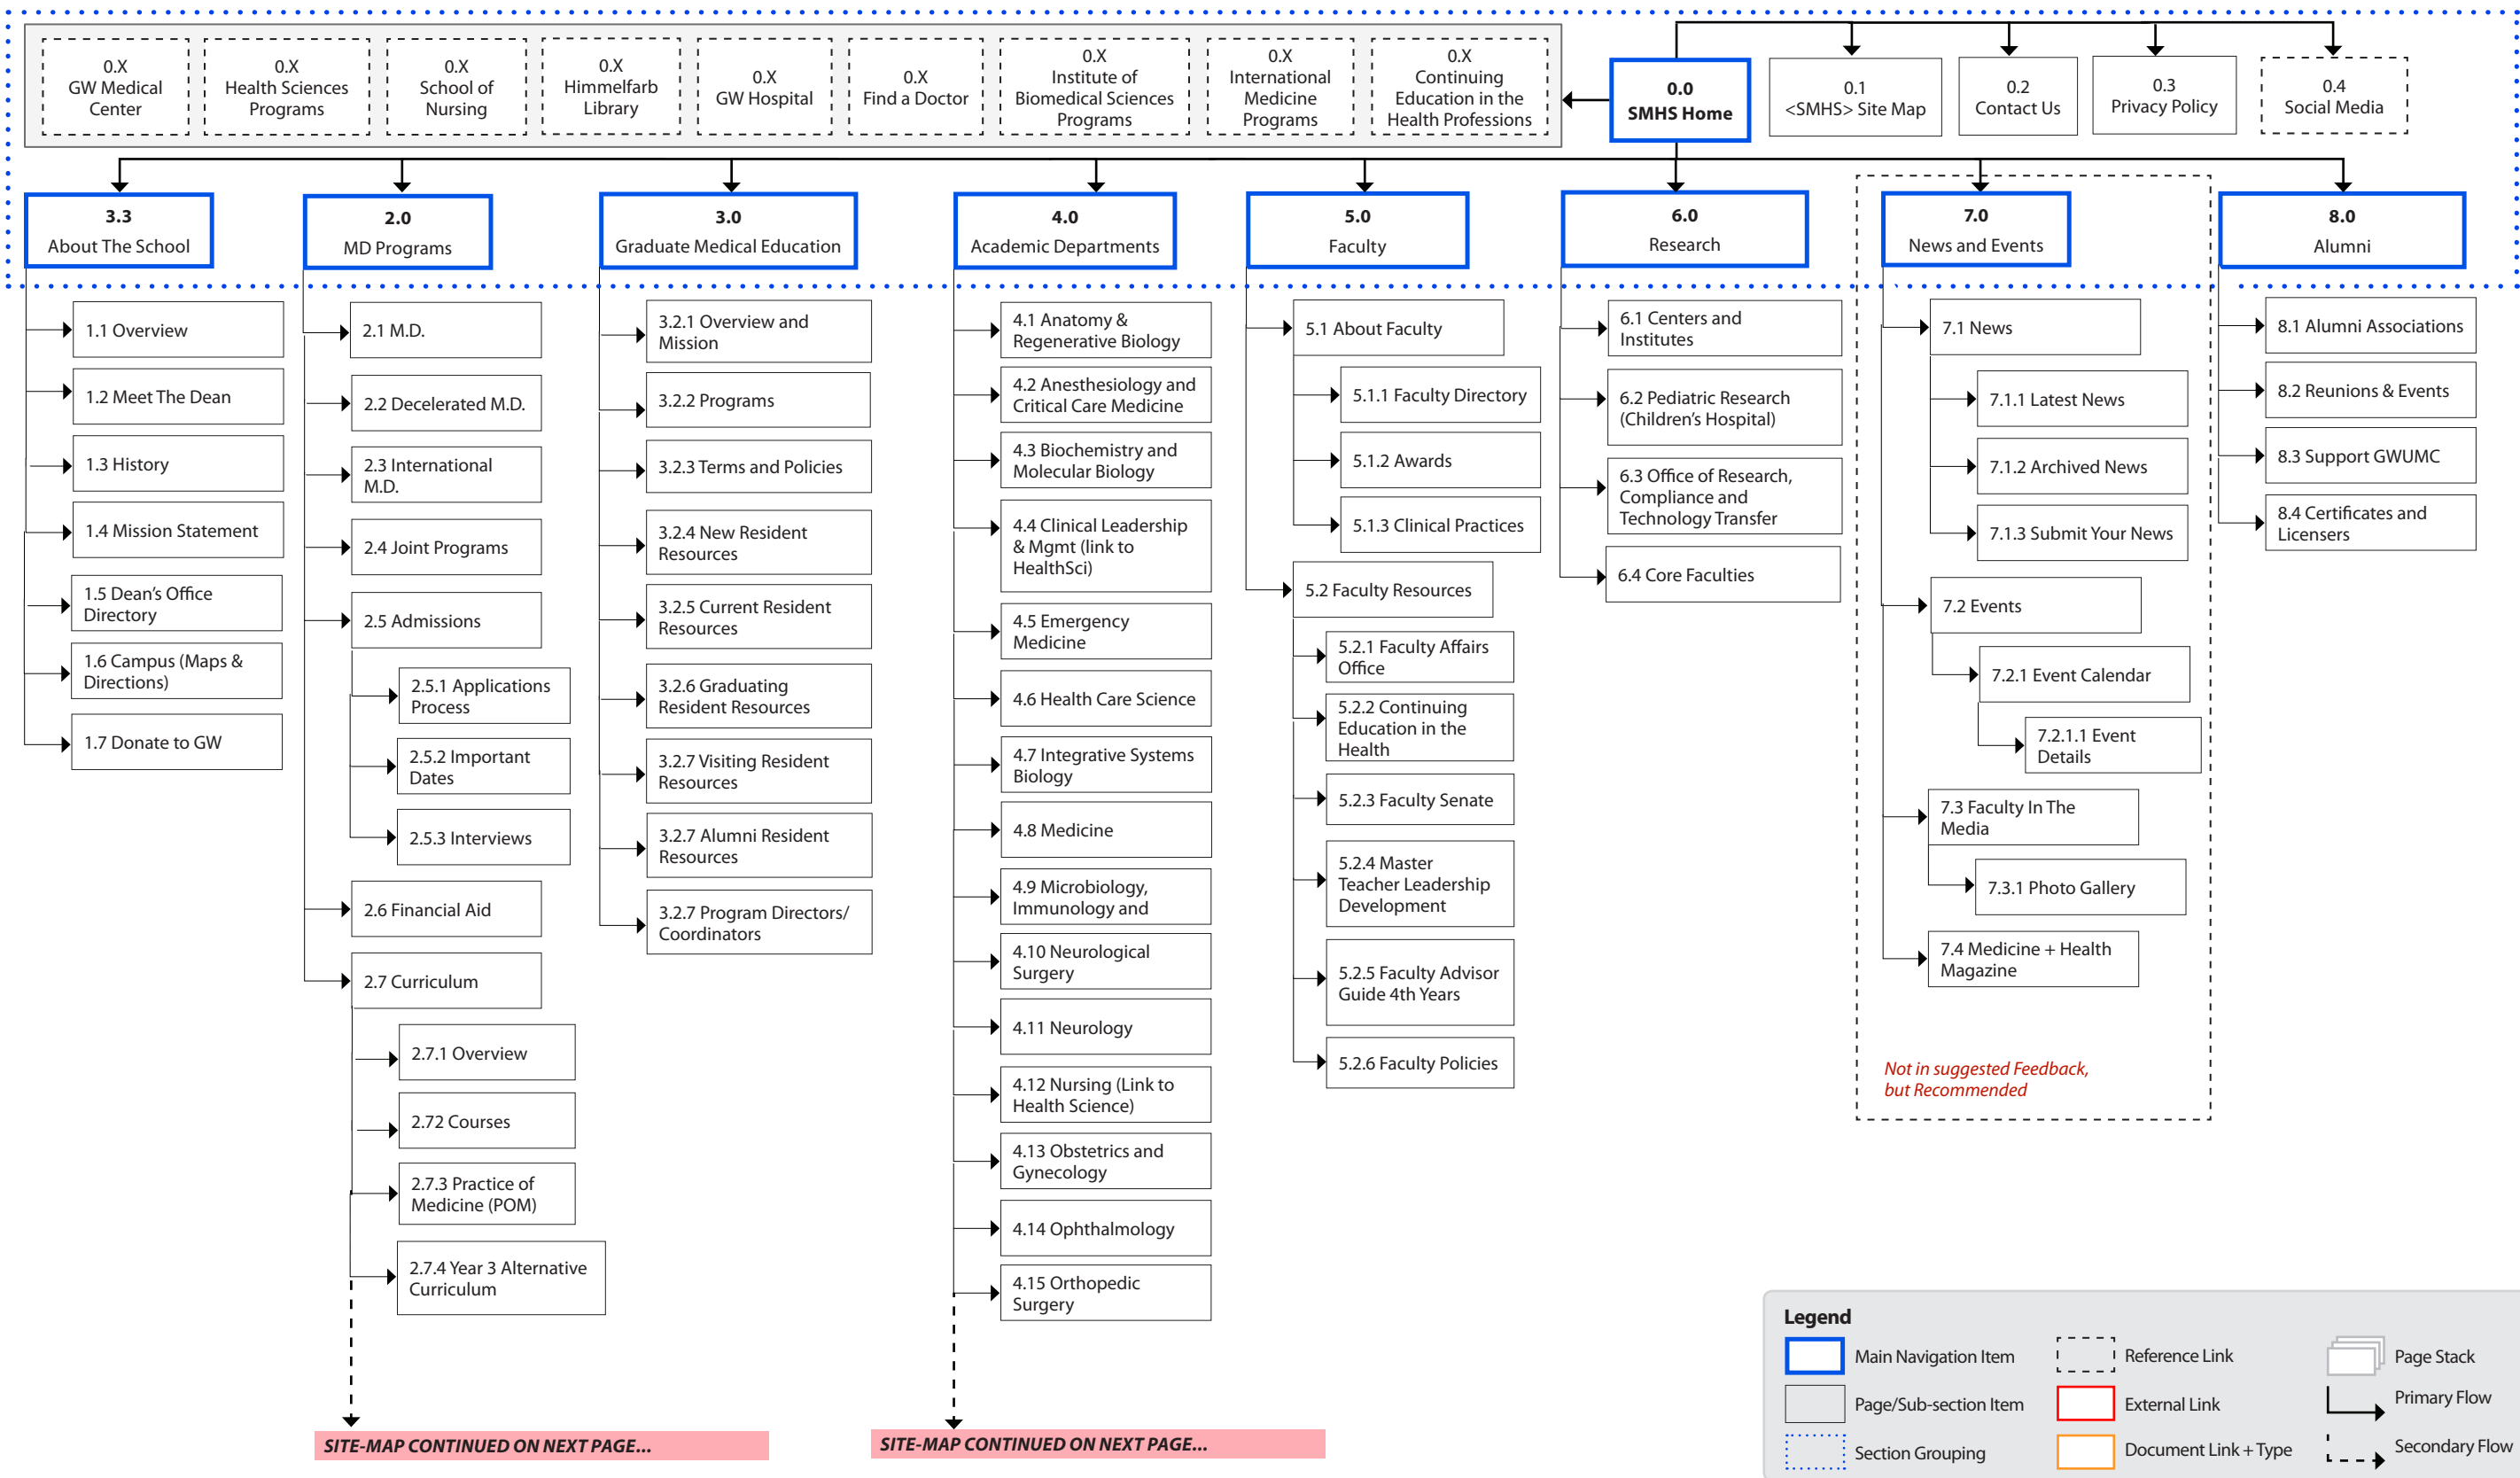 0.X
GW Medical
Center
0.X
Health Sciences
Programs
0.X
School of
Nursing
0.X
Himmelfarb
Library
0.X
GW Hospital
0.X
Find a Doctor
0.X
Institute of
Biomedical Sciences
Programs
0.X
International
Medicine
Programs
0.X
Continuing
Education in the
Health Professions
0.0
SMHS Home
0.1
<SMHS> Site Map
0.2
Contact Us
0.3
Privacy Policy
0.4
Social Media
3.3
About The School
2.0
MD Programs
3.0
Graduate Medical Education
4.0
Academic Departments
5.0
Faculty
6.0
Research
7.0
News and Events
8.0
Alumni
1.1 Overview
1.2 Meet The Dean
1.3 History
1.4 Mission Statement
1.5 Dean’s Office
Directory
1.6 Campus (Maps &
Directions)
1.7 Donate to GW
2.1 M.D.
2.2 Decelerated M.D.
2.3 International
M.D.
2.4 Joint Programs
2.5 Admissions
2.5.1 Applications
Process
2.5.2 Important
Dates
2.5.3 Interviews
2.6 Financial Aid
2.7 Curriculum
2.7.1 Overview
2.72 Courses
2.7.3 Practice of
Medicine (POM)
2.7.4 Year 3 Alternative
Curriculum
SITE-MAP CONTINUED ON NEXT PAGE...
3.2.1 Overview and
Mission
3.2.2 Programs
3.2.3 Terms and Policies
3.2.4 New Resident
Resources
3.2.5 Current Resident
Resources
3.2.6 Graduating
Resident Resources
3.2.7 Visiting Resident
Resources
3.2.7 Alumni Resident
Resources
3.2.7 Program Directors/
Coordinators
4.1 Anatomy &
Regenerative Biology
4.2 Anesthesiology and
Critical Care Medicine
4.3 Biochemistry and
Molecular Biology
4.4 Clinical Leadership
& Mgmt (link to
HealthSci)
4.5 Emergency
Medicine
4.6 Health Care Science
4.7 Integrative Systems
Biology
4.8 Medicine
4.9 Microbiology,
Immunology and
4.10 Neurological
Surgery
4.11 Neurology
4.12 Nursing (Link to
Health Science)
4.13 Obstetrics and
Gynecology
4.14 Ophthalmology
4.15 Orthopedic
Surgery
SITE-MAP CONTINUED ON NEXT PAGE...
5.1 About Faculty
5.1.1 Faculty Directory
5.1.2 Awards
5.1.3 Clinical Practices
5.2 Faculty Resources
5.2.1 Faculty Affairs
Office
5.2.2 Continuing
Education in the
Health
5.2.3 Faculty Senate
5.2.4 Master
Teacher Leadership
Development
5.2.5 Faculty Advisor
Guide 4th Years
5.2.6 Faculty Policies
6.1 Centers and
Institutes
6.2 Pediatric Research
(Children’s Hospital)
6.3 Office of Research,
Compliance and
Technology Transfer
6.4 Core Faculties
7.1 News
7.1.1 Latest News
7.1.2 Archived News
7.1.3 Submit Your News
7.2 Events
7.2.1 Event Calendar
7.2.1.1 Event
Details
7.3 Faculty In The
Media
7.3.1 Photo Gallery
7.4 Medicine + Health
Magazine
Not in suggested Feedback,
but Recommended
8.1 Alumni Associations
8.2 Reunions & Events
8.3 Support GWUMC
8.4 Certificates and
Licensers
Legend
Main Navigation Item
Page/Sub-section Item
Section Grouping
Reference Link
External Link
Document Link + Type
Page Stack
Primary Flow
Secondary Flow